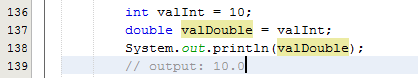 136 int valInt = 10;
137 double valDouble = valInt;
138 System.out.println(valDouble);
139 // output: 10.0